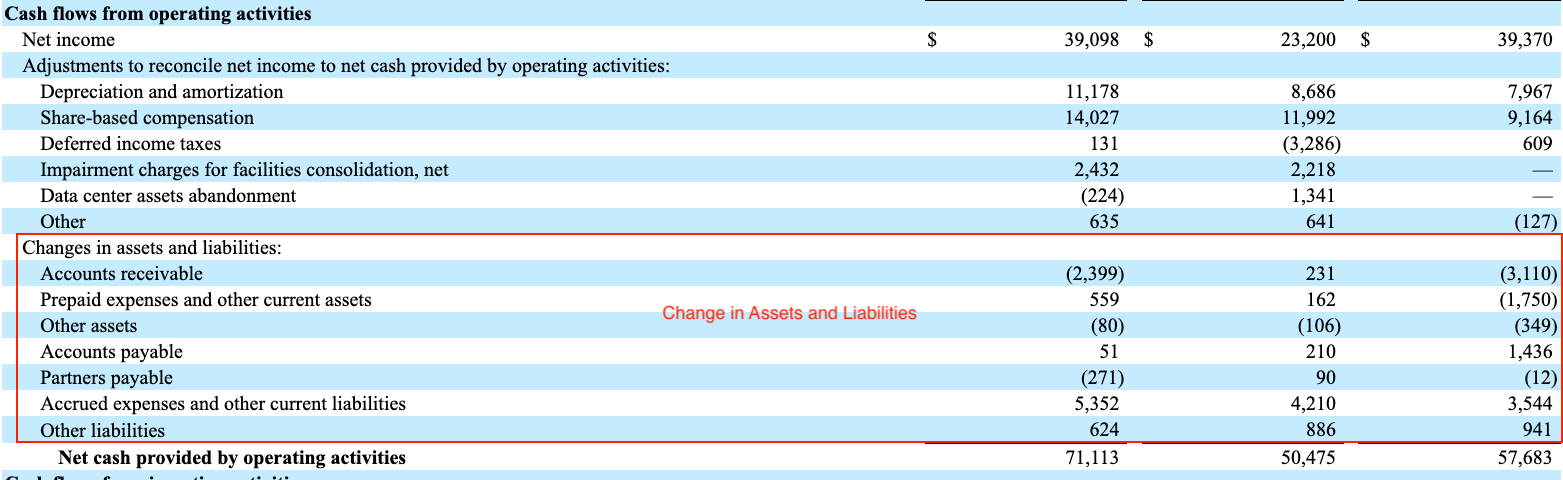 Cash flows from operating activities
Net income $ 39,098 $ 23,200 $ 39,370
Adjustments to reconcile net income to net cash provided by operating activities:
Depreciation and amortization 11,178 8,686 7,967
Share-based compensation 14,027 11,992 9,164
Deferred income taxes 131 (3,286) 609
Impairment charges for facilities consolidation, net 2,432 2,218 —
Data center assets abandonment (224) 1,341 —
Other 635 641 (127)
Changes in assets and liabilities:
Accounts receivable (2,399) 231 (3,110)
Prepaid expenses and other current assets 559 162 (1,750)
Change in Assets and Liabilities
Other assets (80) (106) (349)
Accounts payable 51 210 1,436
Partners payable (271) 90 (12)
Accrued expenses and other current liabilities 5,352 4,210 3,544
Other liabilities 624 886 941
Net cash provided by operating activities 71,113 50,475 57,683